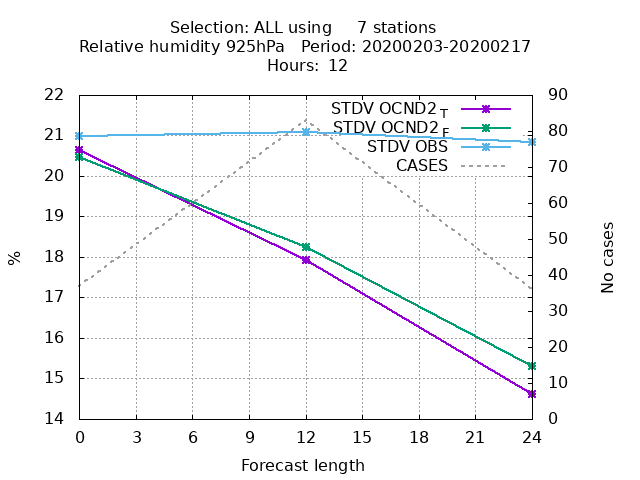 Selection: ALL using 7 stations
Relative humidity 925hPa Period: 20200203-20200217
Hours: 12
22
21
20
19
18
17
16
15
14
%
90
80
70
60
50
40
30
20
10
0
No cases
STDV OCND2 T
STDV OCND2 F
STDV OBS
CASES
0 3 6 9 12 15 18 21 24
Forecast length